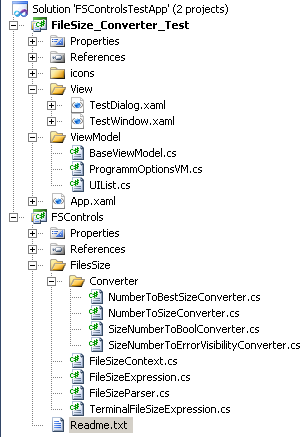 Solution 'FSControlsTestApp' (2 projects)
FileSize_Converter_Test
Properties
References
icons
View
TestDialog.xaml
TestWindow.xaml
ViewModel
BaseViewModel.cs
ProgrammOptionsVM.cs
UIList.cs
App.xaml
FSControls
Properties
References
FilesSize
Converter
NumberToBestSizeConverter.cs
NumberToSizeConverter.cs
SizeNumberToBoolConverter.cs
SizeNumberToErrorVisibilityConverter.cs
FileSizeContext.cs
FileSizeExpression.cs
FileSizeParser.cs
TerminalFileSizeExpression.cs
Readme.txt